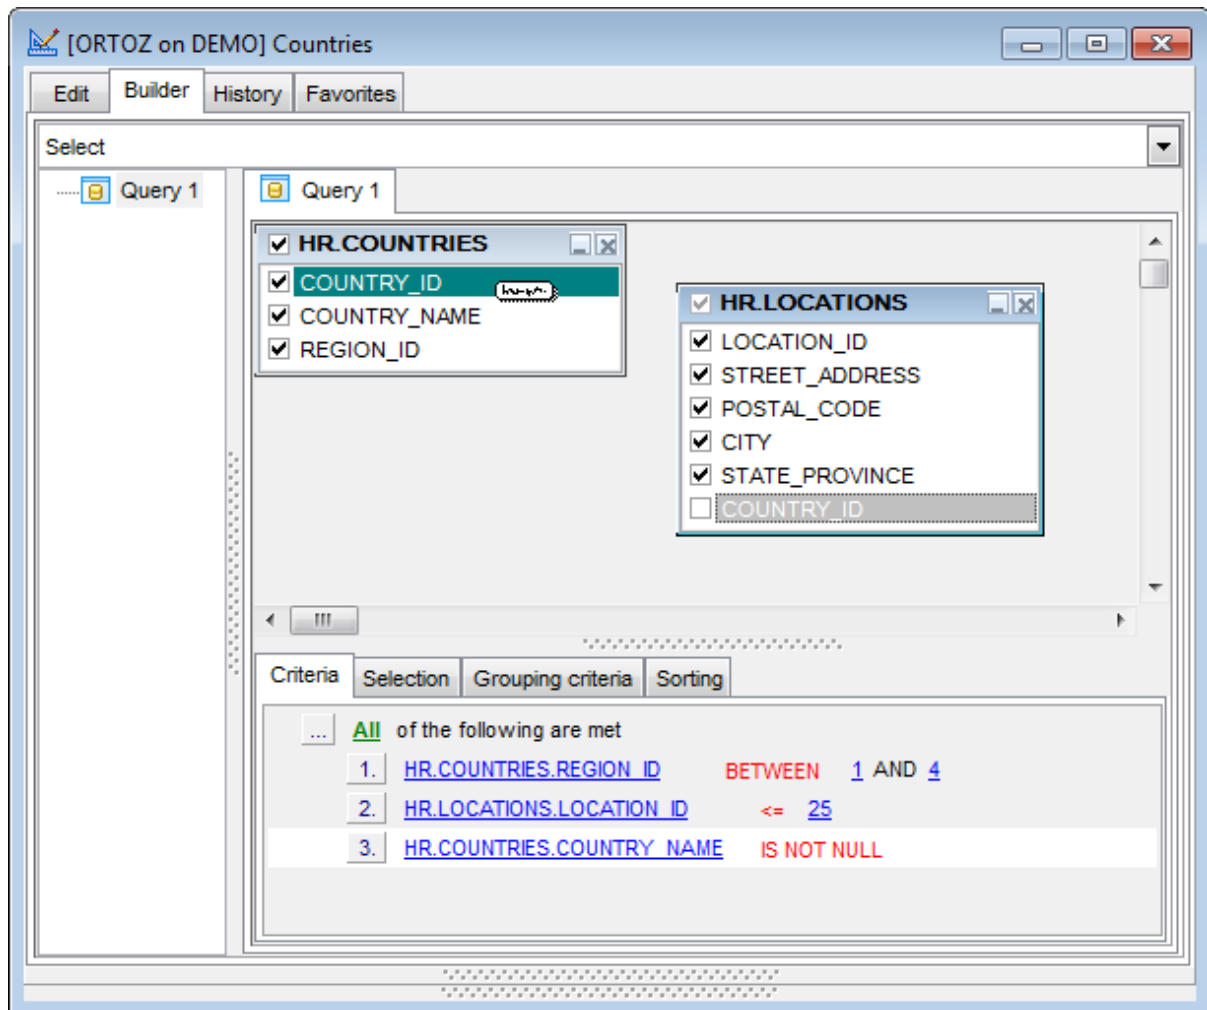 [ORTOZ on DEMO] Countries
Edit Builder History Favorites
Select
Query 1
Query 1
HR.COUNTRIES
COUNTRY_ID
COUNTRY_NAME
REGION_ID
HR.LOCATIONS
LOCATION_ID
STREET_ADDRESS
POSTAL_CODE
CITY
STATE_PROVINCE
COUNTRY_ID
Criteria Selection Grouping criteria Sorting
... All of the following are met
1. HR.COUNTRIES.REGION_ID BETWEEN 1 AND 4
2. HR.LOCATIONS.LOCATION_ID <= 25
3. HR.COUNTRIES.COUNTRY_NAME IS NOT NULL